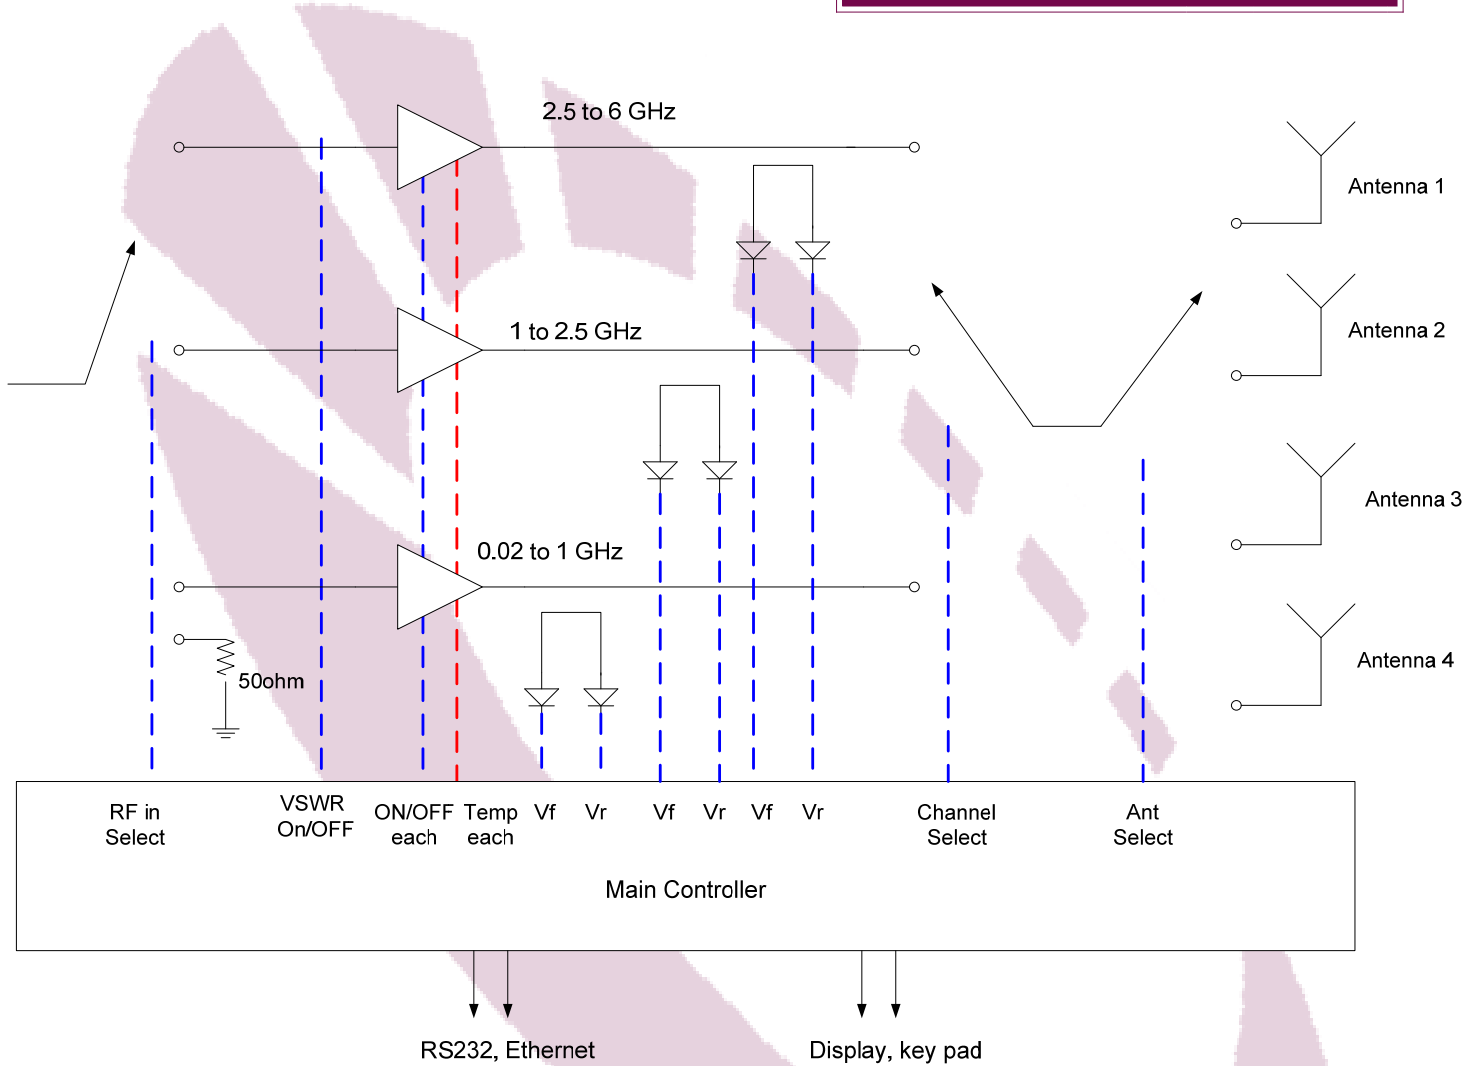 2.5 to 6 GHz
Antenna 1
1 to 2.5 GHz
Antenna 2
Antenna 3
0.02 to 1 GHz
50ohm
Antenna 4
RF in
Select
VSWR
On/OFF
ON/OFF
each
Temp
each
Vf
Vr
Vf
Vr
Vf
Vr
Channel
Select
Ant
Select
Main Controller
RS232, Ethernet
Display, key pad